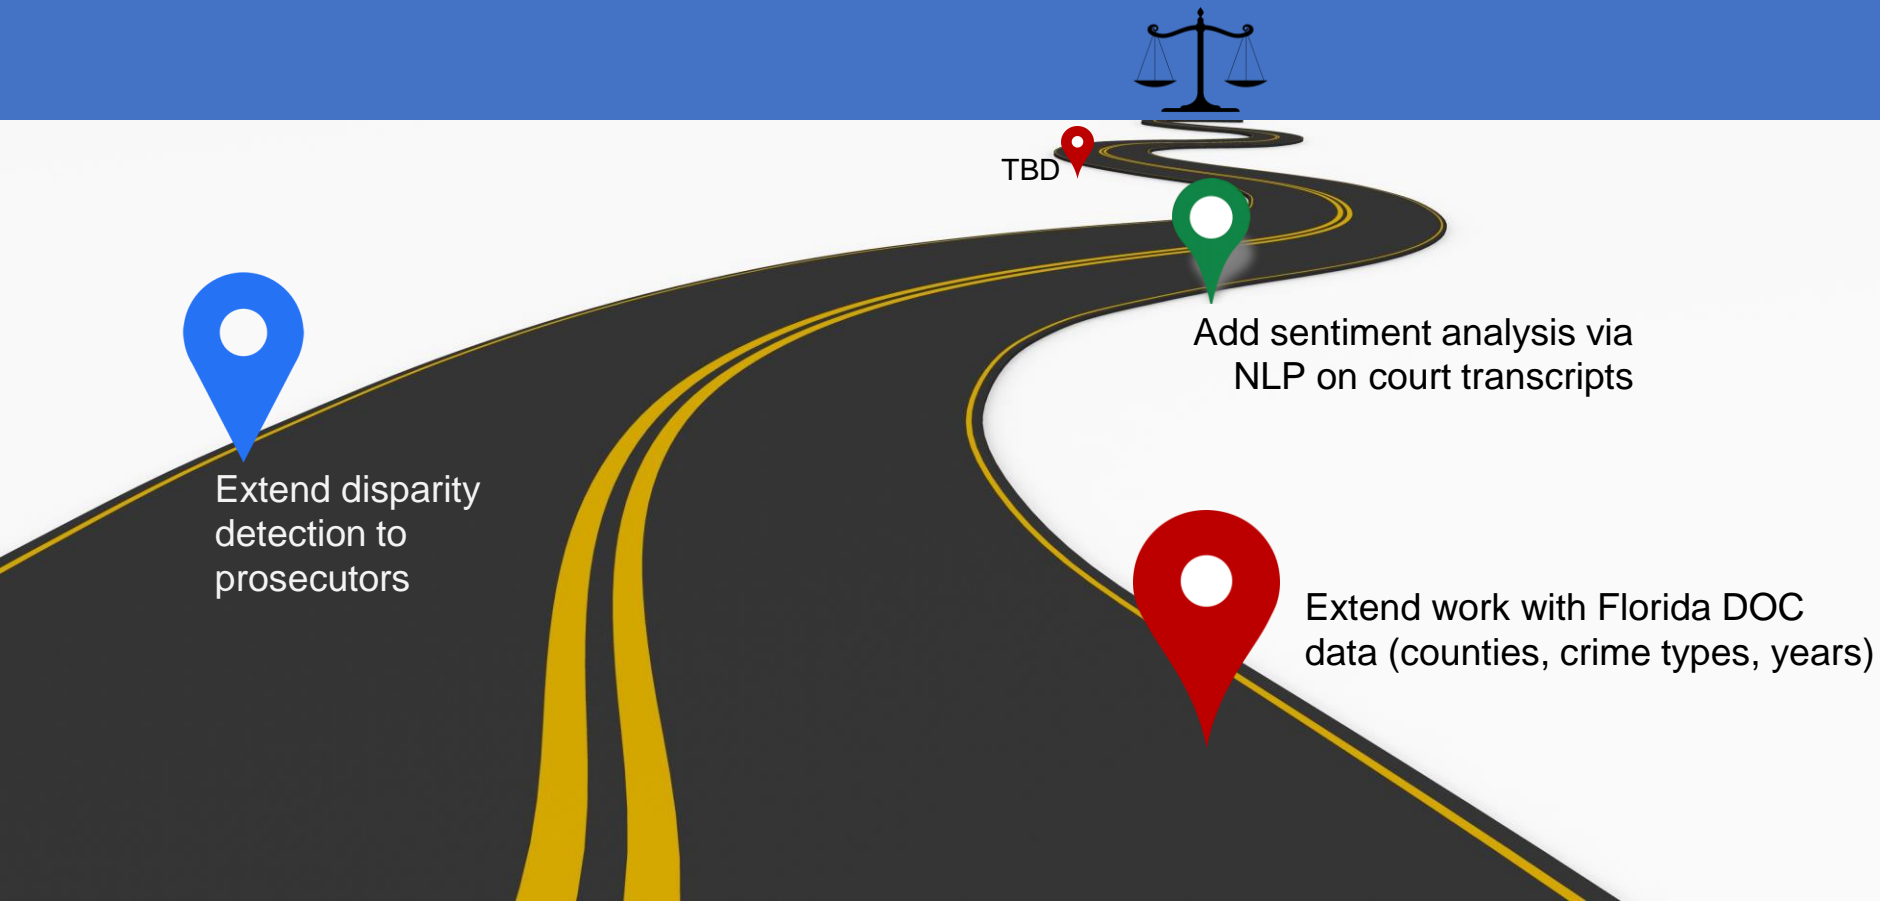 TBD
Add sentiment analysis via
NLP on court transcripts
Extend disparity
detection to
prosecutors
Extend work with Florida DOC
data (counties, crime types, years)